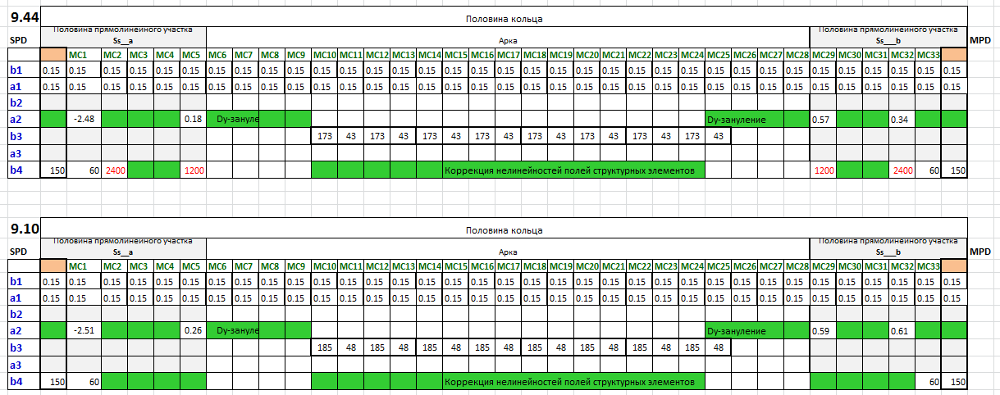 9.44 Половина кольца
Половина прямолинейного участка Половина прямолинейного участка
SPD Ss__a Арка Ss___b MPD
MC1 MC2 MC3 MC4 MC5 MC6 MC7 MC8 MC9 MC10 MC11 MC12 MC13 MC14 MC15 MC16 MC17 MC18 MC19 MC20 MC21 MC22 MC23 MC24 MC25 MC26 MC27 MC28 MC29 MC30 MC31 MC32 MC33
b1 0.15 0.15 0.15 0.15 0.15 0.15 0.15 0.15 0.15 0.15 0.15 0.15 0.15 0.15 0.15 0.15 0.15 0.15 0.15 0.15 0.15 0.15 0.15 0.15 0.15 0.15 0.15 0.15 0.15 0.15 0.15 0.15 0.15 0.15 0.15
a1 0.15 0.15 0.15 0.15 0.15 0.15 0.15 0.15 0.15 0.15 0.15 0.15 0.15 0.15 0.15 0.15 0.15 0.15 0.15 0.15 0.15 0.15 0.15 0.15 0.15 0.15 0.15 0.15 0.15 0.15 0.15 0.15 0.15 0.15 0.15
b2
a2 -2.48 0.18 Dy-зануле Dy-зануление 0.57 0.34
b3 173 43 173 43 173 43 173 43 173 43 173 43 173 43 173 43
a3
b4 150 60 2400 1200 Коррекция нелинейностей полей структурных элементов 1200 2400 60 150
9.10 Половина кольца
Половина прямолинейного участка Половина прямолинейного участка
SPD Ss__a Арка Ss___b MPD
MC1 MC2 MC3 MC4 MC5 MC6 MC7 MC8 MC9 MC10 MC11 MC12 MC13 MC14 MC15 MC16 MC17 MC18 MC19 MC20 MC21 MC22 MC23 MC24 MC25 MC26 MC27 MC28 MC29 MC30 MC31 MC32 MC33
b1 0.15 0.15 0.15 0.15 0.15 0.15 0.15 0.15 0.15 0.15 0.15 0.15 0.15 0.15 0.15 0.15 0.15 0.15 0.15 0.15 0.15 0.15 0.15 0.15 0.15 0.15 0.15 0.15 0.15 0.15 0.15 0.15 0.15 0.15 0.15
a1 0.15 0.15 0.15 0.15 0.15 0.15 0.15 0.15 0.15 0.15 0.15 0.15 0.15 0.15 0.15 0.15 0.15 0.15 0.15 0.15 0.15 0.15 0.15 0.15 0.15 0.15 0.15 0.15 0.15 0.15 0.15 0.15 0.15 0.15 0.15
b2
a2 -2.51 0.26 Dy-зануле Dy-зануление 0.59 0.61
b3 185 48 185 48 185 48 185 48 185 48 185 48 185 48 185 48
a3
b4 150 60 Коррекция нелинейностей полей структурных элементов 60 150